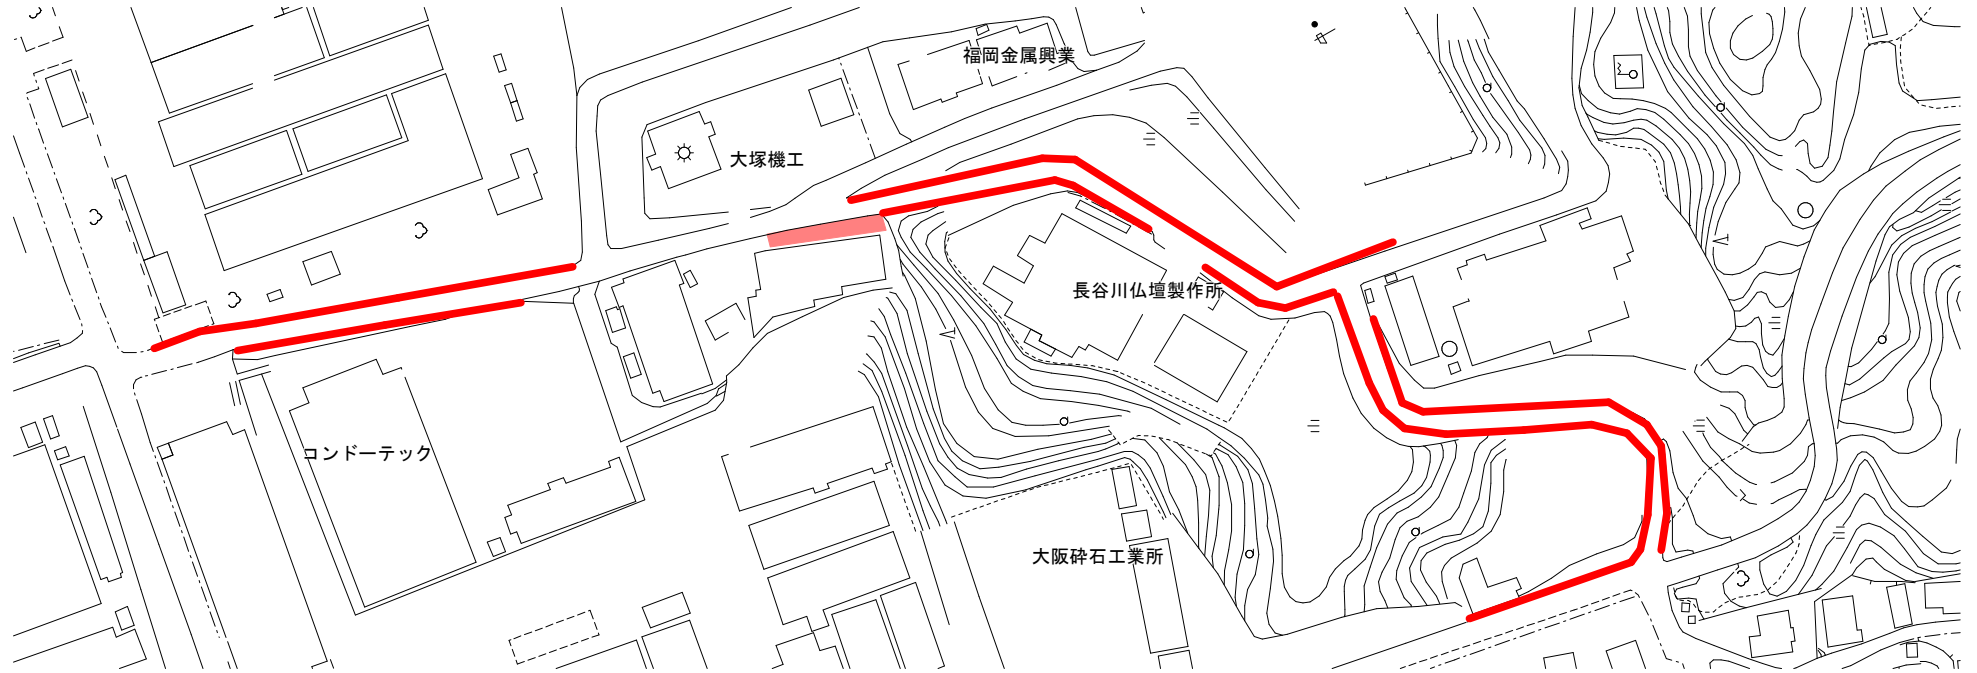 福岡金属興業
大塚機工
長谷川仏壇製作所
コンドーテック
大阪砕石工業所